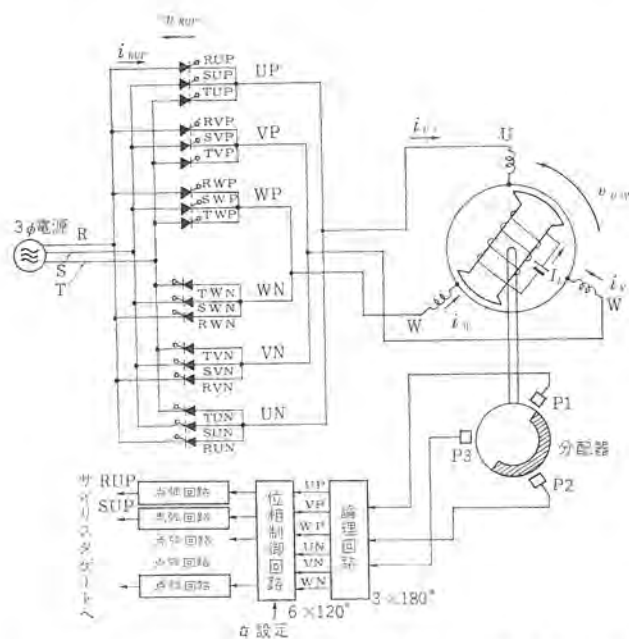 i RUP
RUP
SUP
TUP
UP
RVP
SVP
TVP
VP
RWP
SWP
TWP
WP
3φ電源
R
S
T
TWN
SWN
RWN
WN
TVN
SVN
RVN
VN
TUN
SUN
RUN
UN
U
W
W
P1
P3
P2
分配器
RUP
SUP
サイリスタゲートへ
点弧回路
点弧回路
点弧回路
点弧回路
点弧回路
位相制御回路
UP
VP
WP
UN
VN
WN
論理回路
6×120°
3×180°
設定